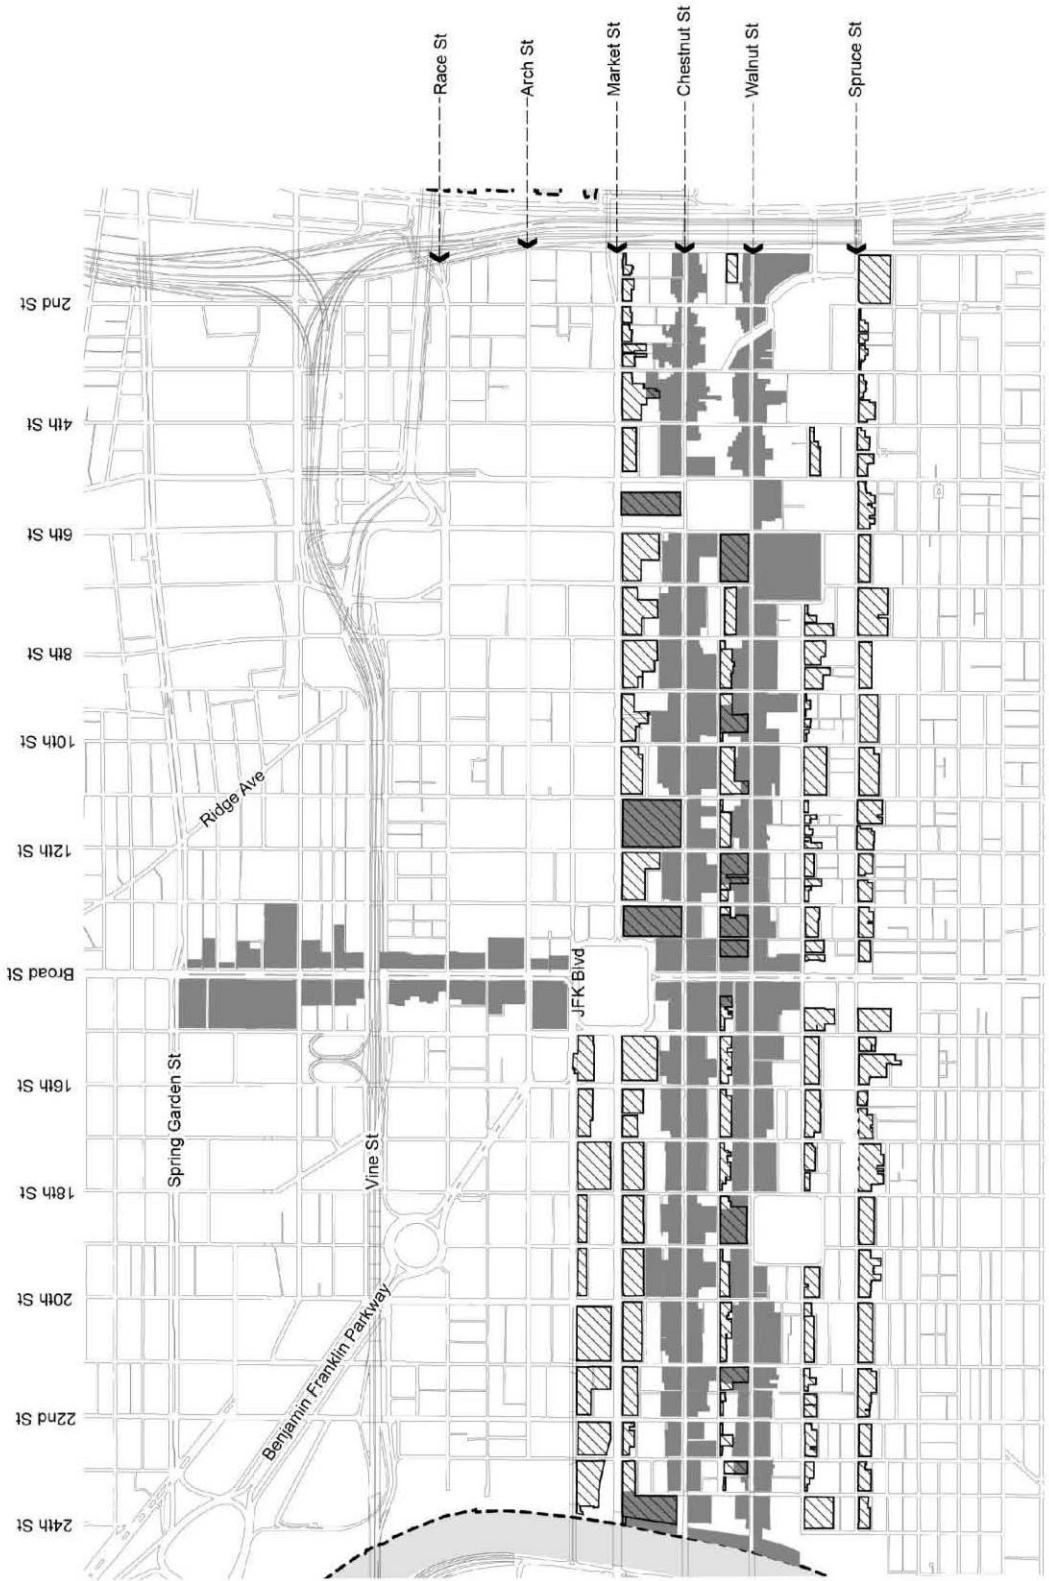 Race St
Arch St
Market St
Chestnut St
Walnut St
Spruce St
2nd St
4th St
6th St
8th St
10th St
Ridge Ave
12th St
Broad St
JFK Blvd
16th St
Spring Garden St
Vine St
18th St
20th St
Benjamin Franklin Parkway
22nd St
24th St